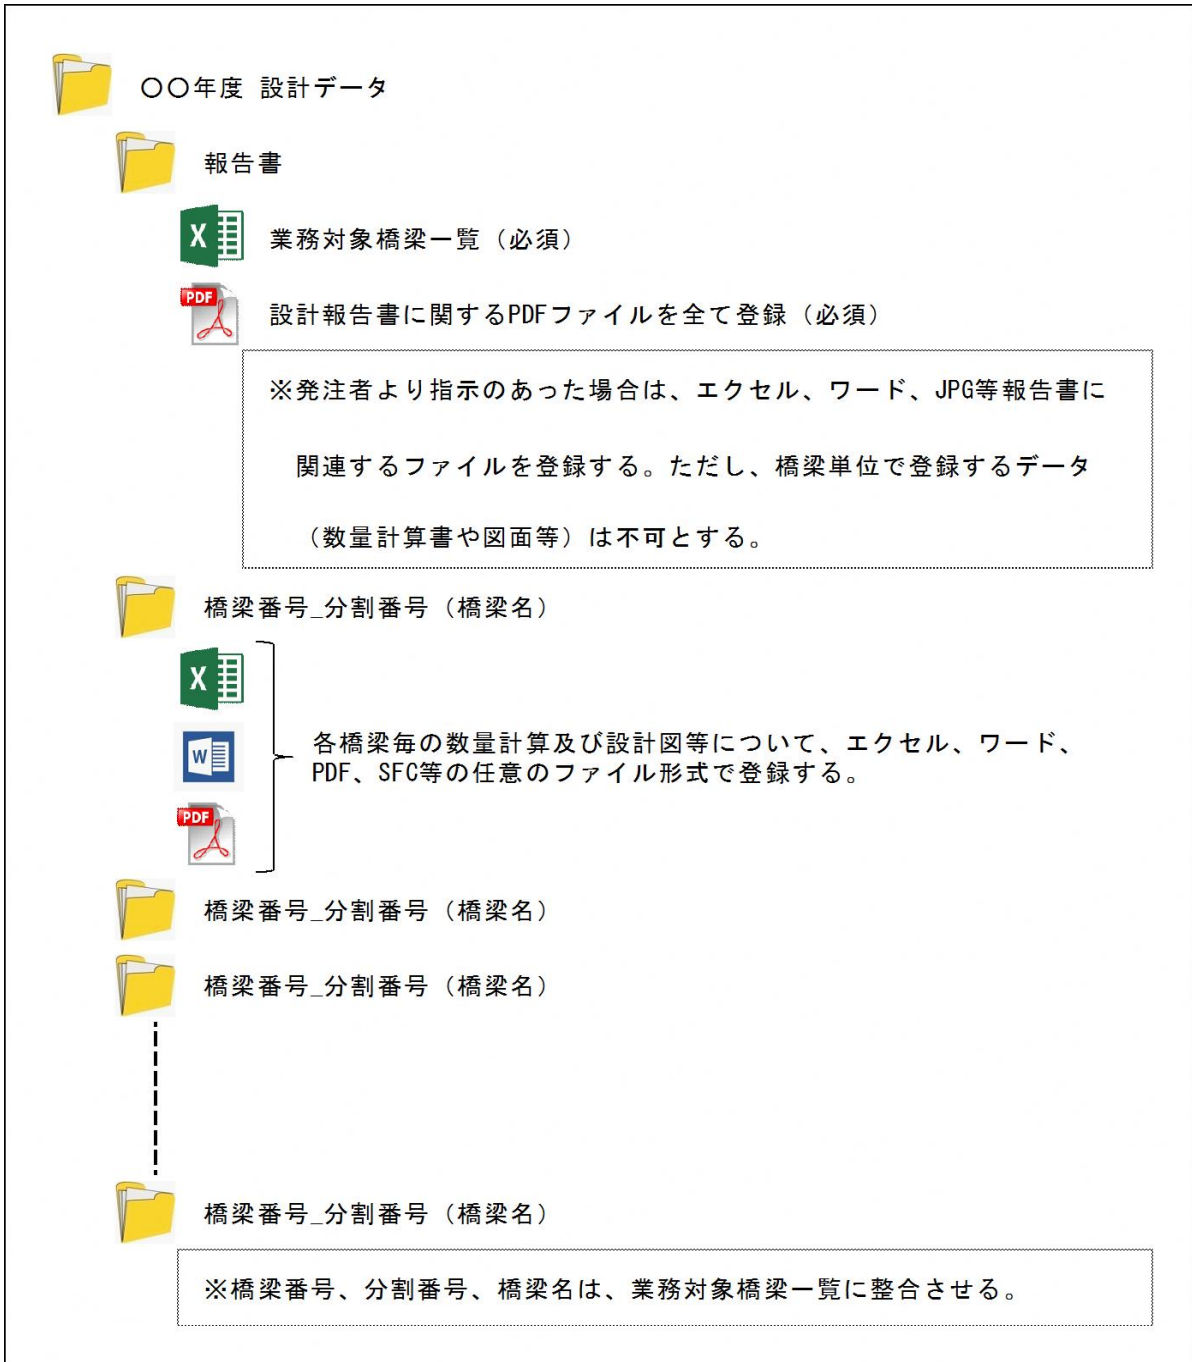 〇〇年度 設計データ
報告書
X
業務対象橋梁一覧（必須）
PDF
設計報告書に関するPDFファイルを全て登録（必須）
※発注者より指示のあった場合は、エクセル、ワード、JPG等報告書に
関連するファイルを登録する。ただし、橋梁単位で登録するデータ
（数量計算書や図面等）は不可とする。
橋梁番号_分割番号（橋梁名）
X
W
各橋梁毎の数量計算及び設計図等について、エクセル、ワード、
PDF、SFC等の任意のファイル形式で登録する。
PDF
橋梁番号_分割番号（橋梁名）
橋梁番号_分割番号（橋梁名）
橋梁番号_分割番号（橋梁名）
※橋梁番号、分割番号、橋梁名は、業務対象橋梁一覧に整合させる。